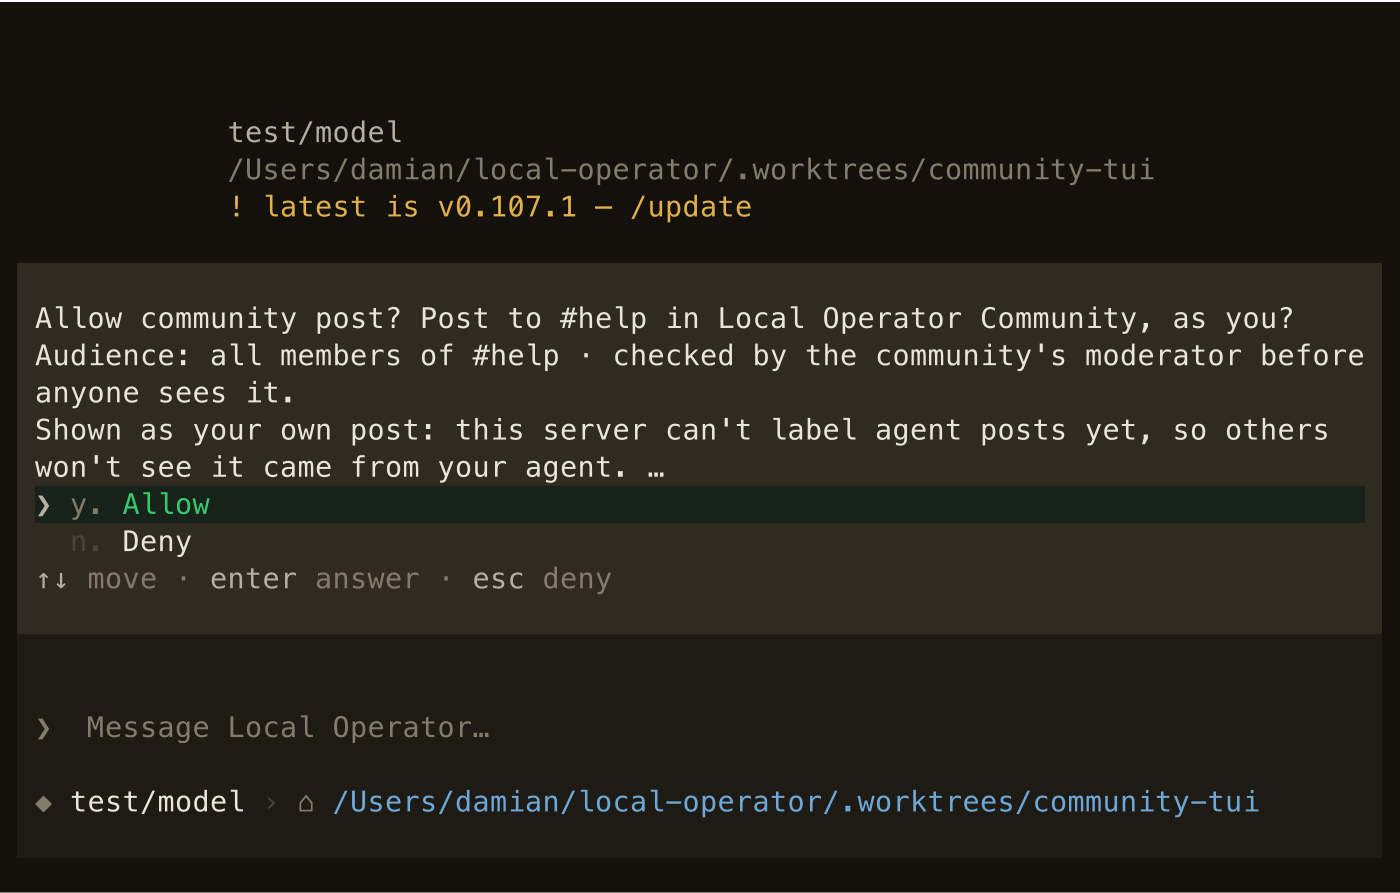 test/model
/Users/damian/local-operator/.worktrees/community-tui
! latest is v0.107.1 — /update
Allow community post? Post to #help in Local Operator Community, as you?
Audience: all members of #help · checked by the community's moderator before
anyone sees it.
Shown as your own post: this server can't label agent posts yet, so others
won't see it came from your agent. …
❯ y. Allow
n. Deny
↑↓ move · enter answer · esc deny
❯ Message Local Operator…
◆ test/model › ⌂ /Users/damian/local-operator/.worktrees/community-tui